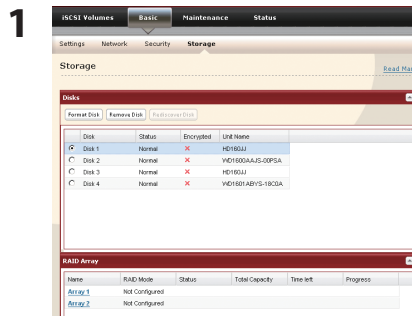 1
iSCSI Volumes Basic Maintenance Status
Settings Network Security Storage
Storage
Read Mar
Disks
Format Disk Remove Disk Rediscover Disk
Disk Status Encrypted Unit Name
Disk 1 Normal HD160JJ
Disk 2 Normal WD1600AAJS-00PSA
Disk 3 Normal HD160JJ
Disk 4 Normal WD1601ABYS-18C0A
RAID Array
Name RAID Mode Status Total Capacity Time left Progress
Array 1 Not Configured
Array 2 Not Configured